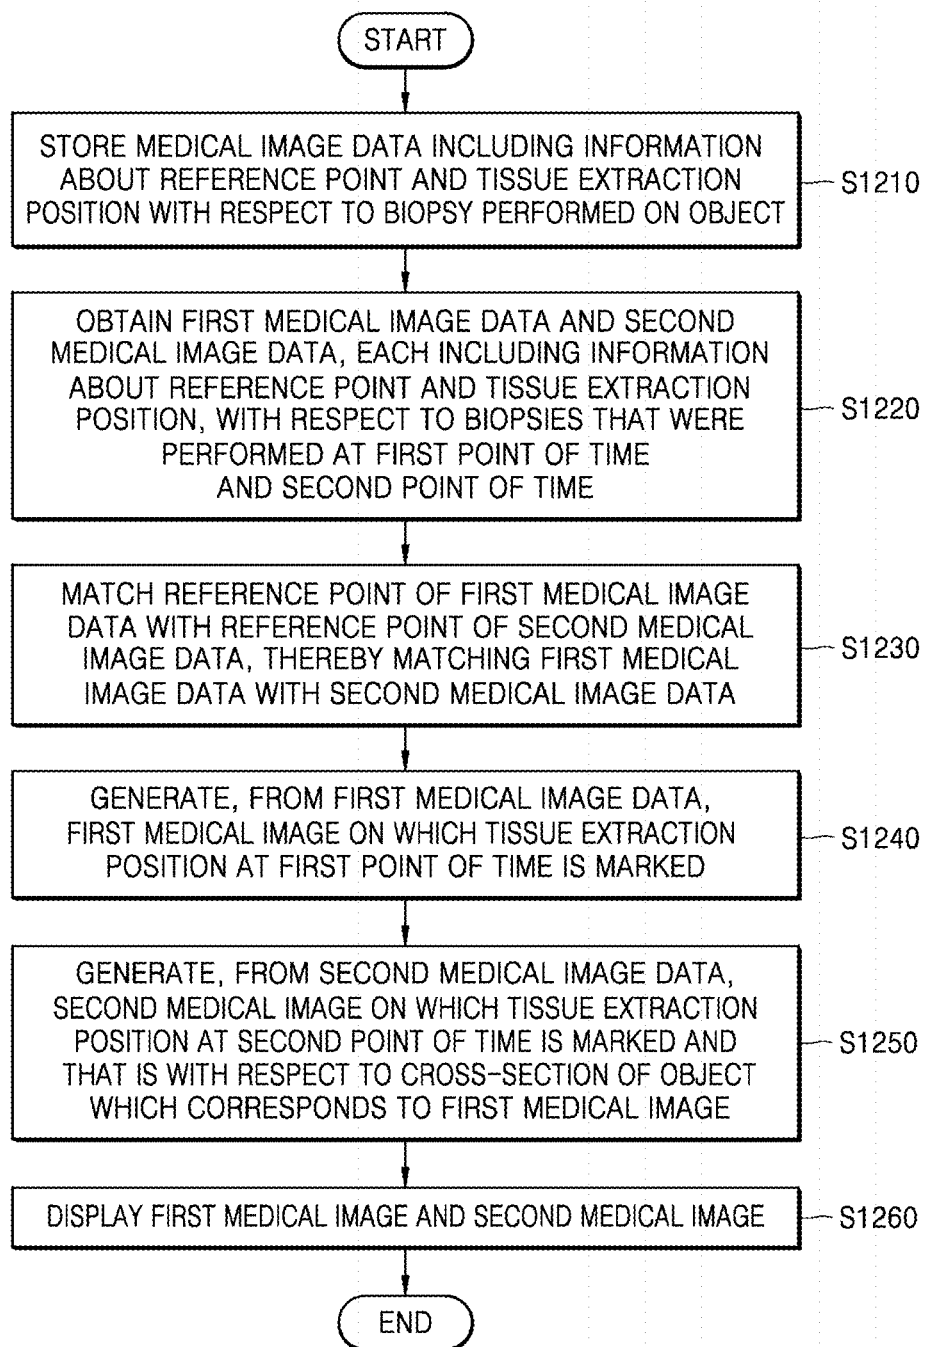 START
STORE MEDICAL IMAGE DATA INCLUDING INFORMATION
ABOUT REFERENCE POINT AND TISSUE EXTRACTION
POSITION WITH RESPECT TO BIOPSY PERFORMED ON OBJECT
S1210
OBTAIN FIRST MEDICAL IMAGE DATA AND SECOND
MEDICAL IMAGE DATA, EACH INCLUDING INFORMATION
ABOUT REFERENCE POINT AND TISSUE EXTRACTION
POSITION, WITH RESPECT TO BIOPSIES THAT WERE
PERFORMED AT FIRST POINT OF TIME
AND SECOND POINT OF TIME
S1220
MATCH REFERENCE POINT OF FIRST MEDICAL IMAGE
DATA WITH REFERENCE POINT OF SECOND MEDICAL
IMAGE DATA, THEREBY MATCHING FIRST MEDICAL
IMAGE DATA WITH SECOND MEDICAL IMAGE DATA
S1230
GENERATE, FROM FIRST MEDICAL IMAGE DATA,
FIRST MEDICAL IMAGE ON WHICH TISSUE EXTRACTION
POSITION AT FIRST POINT OF TIME IS MARKED
S1240
GENERATE, FROM SECOND MEDICAL IMAGE DATA,
SECOND MEDICAL IMAGE ON WHICH TISSUE EXTRACTION
POSITION AT SECOND POINT OF TIME IS MARKED AND
THAT IS WITH RESPECT TO CROSS-SECTION OF OBJECT
WHICH CORRESPONDS TO FIRST MEDICAL IMAGE
S1250
DISPLAY FIRST MEDICAL IMAGE AND SECOND MEDICAL IMAGE
S1260
END